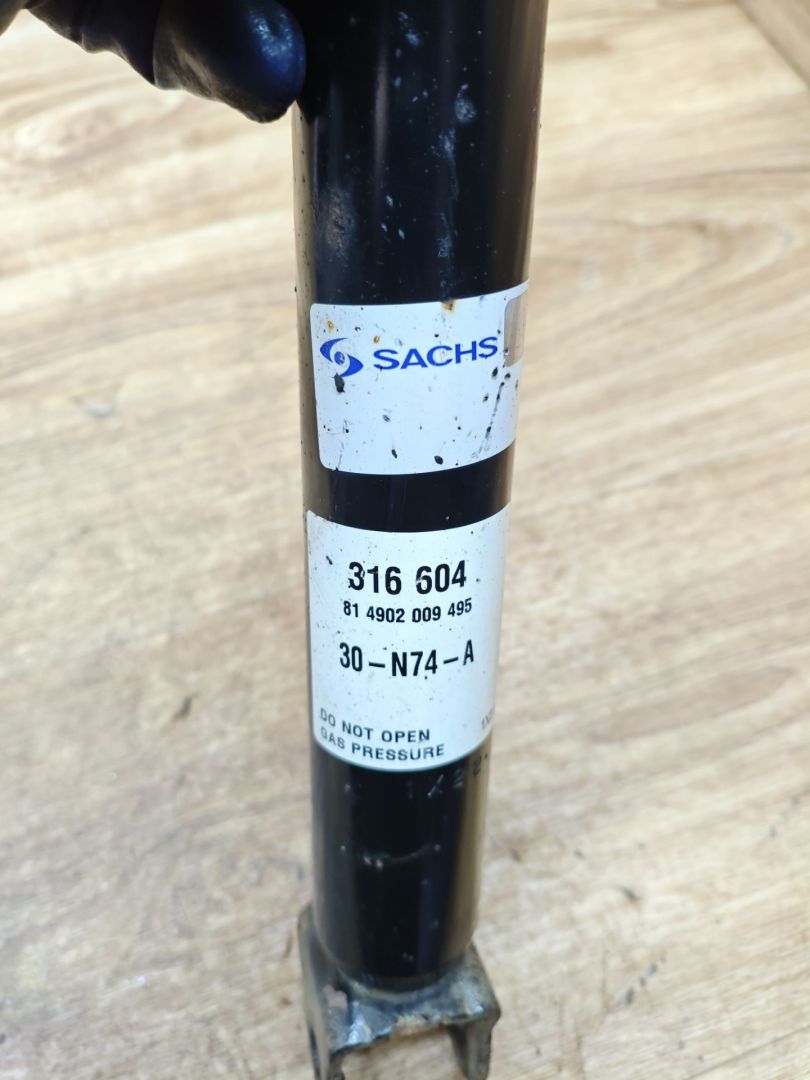 SACHS
316 604
81 4902 009 495
30-N74-A
DO NOT OPEN
GAS PRESSURE